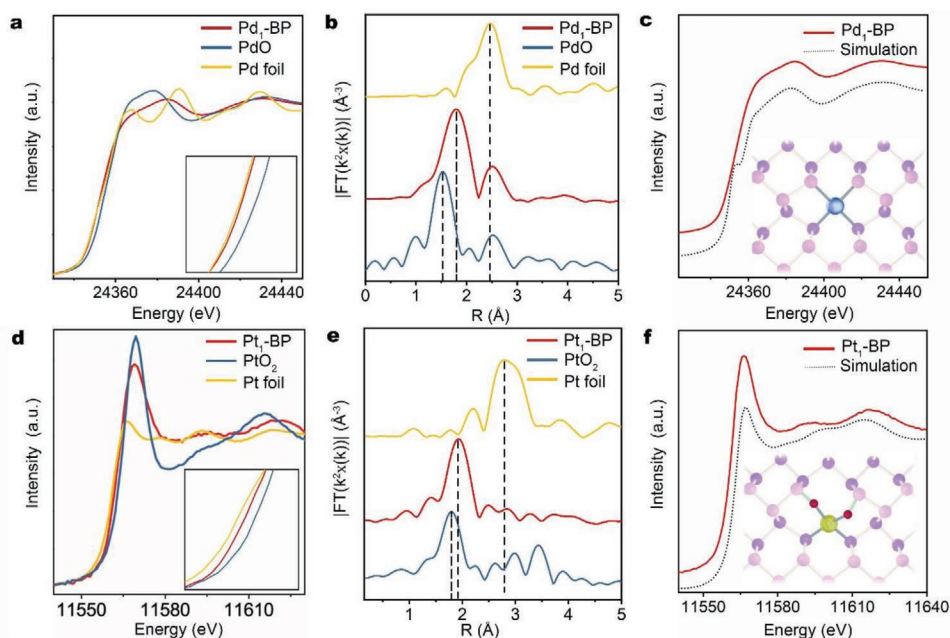 a
Pd₁-BP
PdO
Pd foil
Intensity (a.u.)
24360 24400 24440
Energy (eV)
b
Pd₁-BP
PdO
Pd foil
|FT(k²x(k))| (Å⁻³)
0 1 2 3 4 5
R (Å)
c
Pd₁-BP
Simulation
Intensity (a.u.)
24360 24400 24440
Energy (eV)
d
Pt₁-BP
PtO₂
Pt foil
Intensity (a.u.)
11550 11580 11610
Energy (eV)
e
Pt₁-BP
PtO₂
Pt foil
|FT(k²x(k))| (Å⁻³)
1 2 3 4 5
R (Å)
f
Pt₁-BP
Simulation
Intensity (a.u.)
11550 11580 11610 11640
Energy (eV)